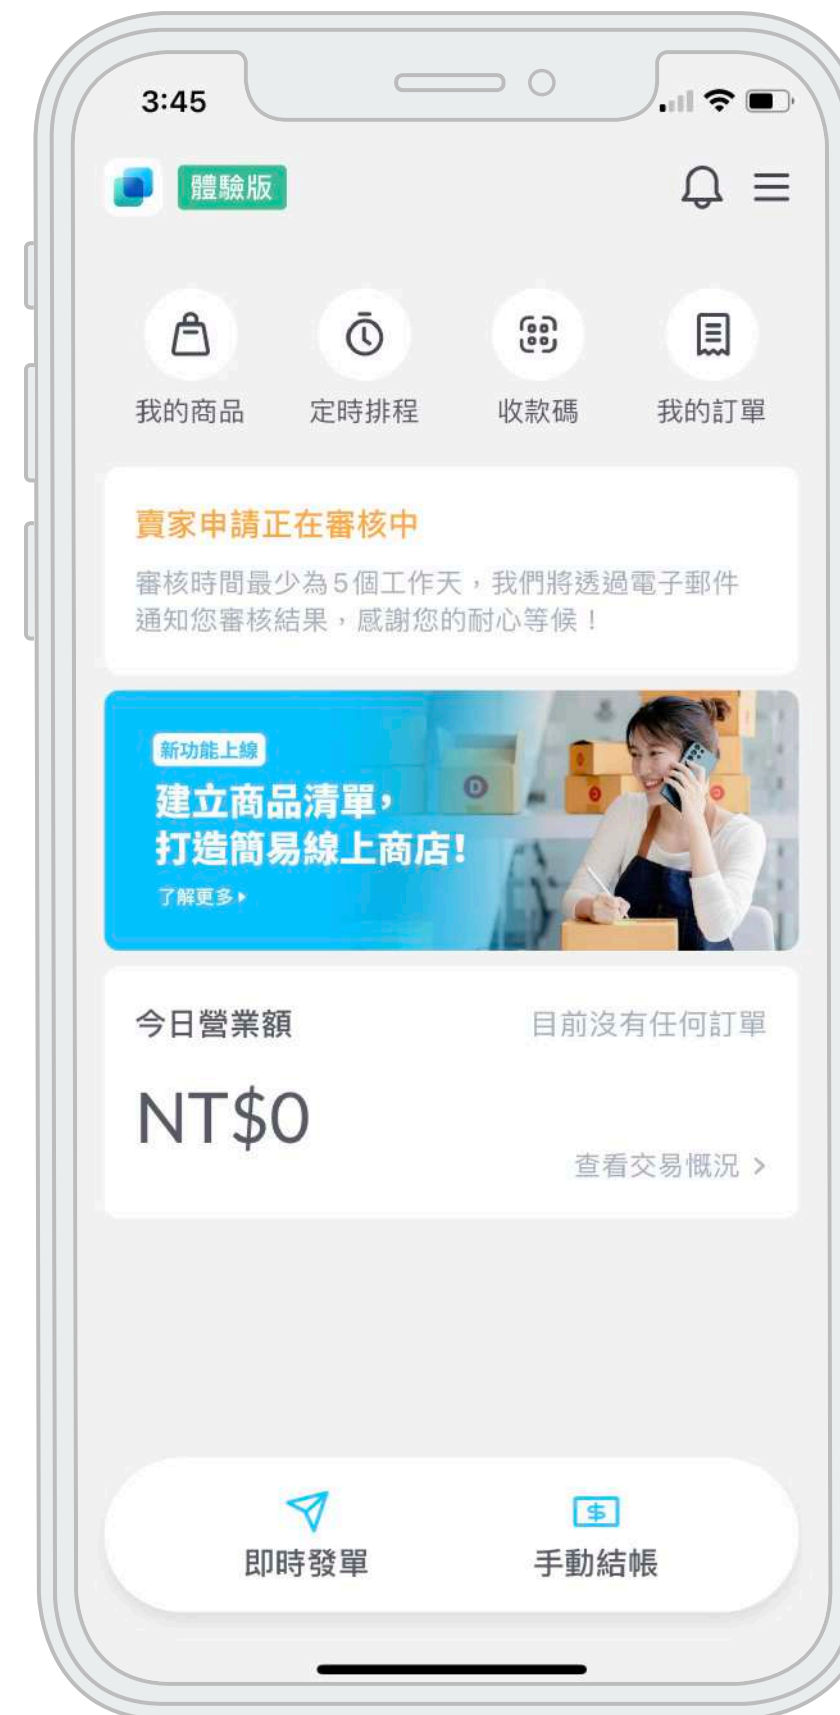 3:45
體驗版
我的商品
定時排程
收款碼
我的訂單
賣家申請正在審核中
審核時間最少為5個工作天，我們將透過電子郵件
通知您審核結果，感謝您的耐心等候！
新功能上線
建立商品清單，
打造簡易線上商店！
了解更多
今日營業額
目前沒有任何訂單
NT$0
查看交易慨況 >
即時發單
手動結帳